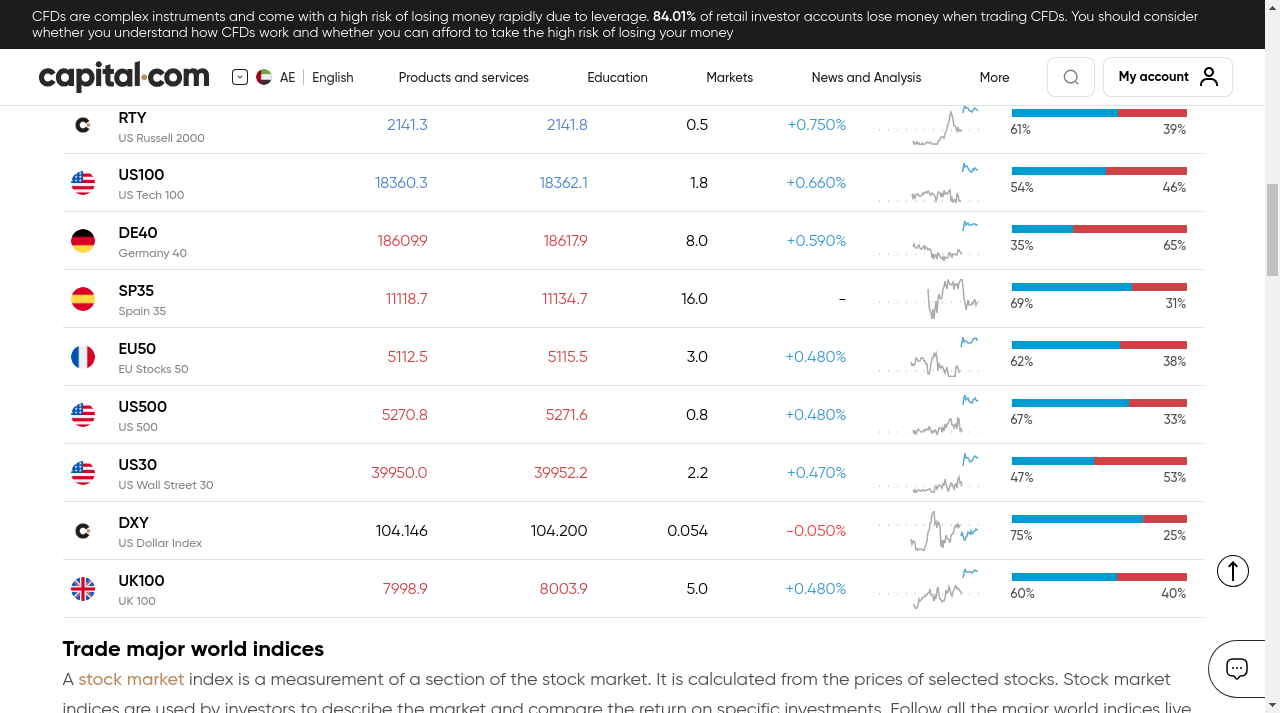 CFDs are complex instruments and come with a high risk of losing money rapidly due to leverage. 84.01% of retail investor accounts lose money when trading CFDs. You should consider
whether you understand how CFDs work and whether you can afford to take the high risk of losing your money
capital.com AE English Products and services Education Markets News and Analysis More My account
RTY 2141.3 2141.8 0.5 +0.750%
US Russell 2000 61% 39%
US100 18360.3 18362.1 1.8 +0.660%
US Tech 100 54% 46%
DE40 18609.9 18617.9 8.0 +0.590%
Germany 40 35% 65%
SP35 11118.7 11134.7 16.0 -
Spain 35 69% 31%
EU50 5112.5 5115.5 3.0 +0.480%
EU Stocks 50 62% 38%
US500 5270.8 5271.6 0.8 +0.480%
US 500 67% 33%
US30 39950.0 39952.2 2.2 +0.470%
US Wall Street 30 47% 53%
DXY 104.146 104.200 0.054 -0.050%
US Dollar Index 75% 25%
UK100 7998.9 8003.9 5.0 +0.480%
UK 100 60% 40%
Trade major world indices
A stock market index is a measurement of a section of the stock market. It is calculated from the prices of selected stocks. Stock market
indices are used by investors to describe the market and compare the return on specific investments. Follow all the major world indices live